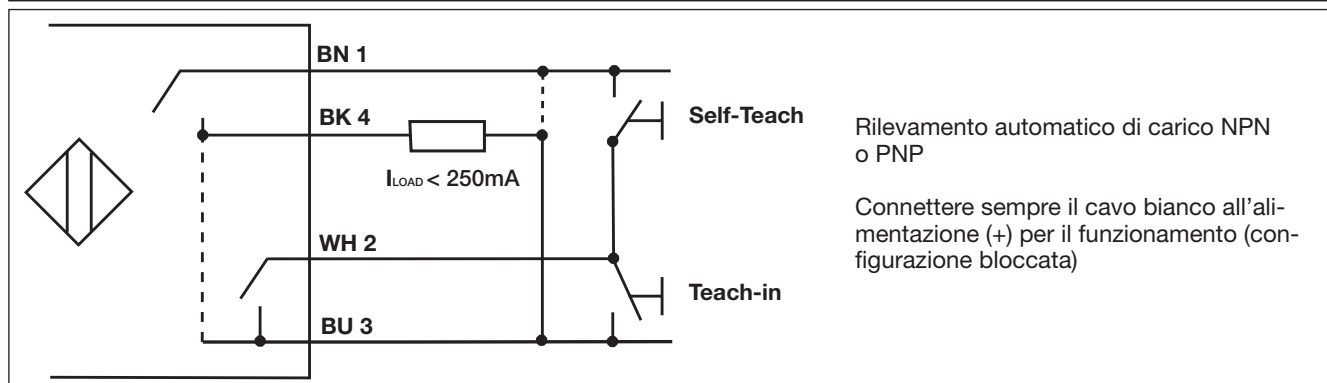 BN 1
BK 4
I LOAD < 250mA
WH 2
BU 3
Self-Teach
Teach-in
Rilevamento automatico di carico NPN
o PNP
Connettere sempre il cavo bianco all’ali-
mentazione (+) per il funzionamento (con-
figurazione bloccata)